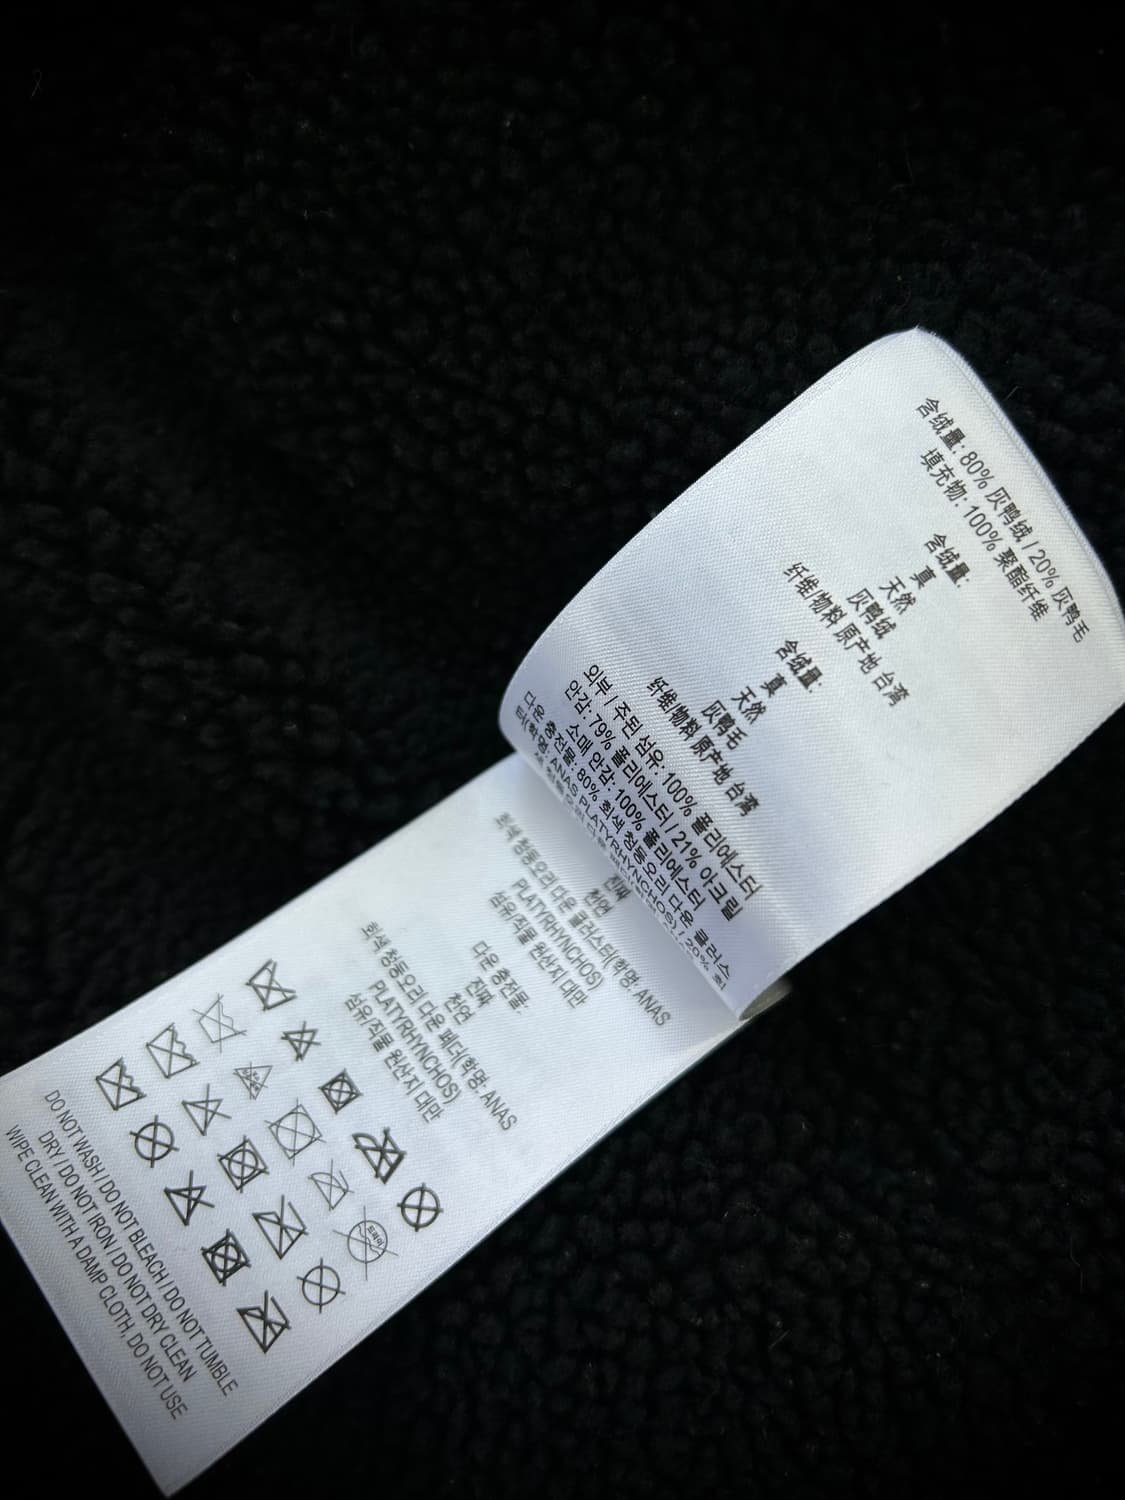 含绒量: 80% 灰鸭绒 / 20% 灰鸭毛
填充物: 100% 聚酯纤维
含绒量:
真
天然
灰鸭绒
纤维/物料 原产地 台湾
含绒量:
真
天然
灰鸭毛
纤维/物料 原产地 台湾
외부 / 주된 섬유: 100% 폴리에스터
안감: 79% 폴리에스터 / 21% 아크릴
소매 안감: 100% 폴리에스터
다운 충전물: 80% 회색 청둥오리 다운 클러스
터(학명: ANAS PLATYRHYNCHOS) / 20% 회
진짜
천연
회색 청둥오리 다운 클러스터(학명: ANAS
PLATYRHYNCHOS)
섬유/직물 원산지 대만
다운 충전물:
진짜
천연
회색 청둥오리 다운 페더(학명: ANAS
PLATYRHYNCHOS)
섬유/직물 원산지 대만
드라이
DO NOT WASH / DO NOT BLEACH / DO NOT TUMBLE
DRY / DO NOT IRON / DO NOT DRY CLEAN
WIPE CLEAN WITH A DAMP CLOTH, DO NOT USE